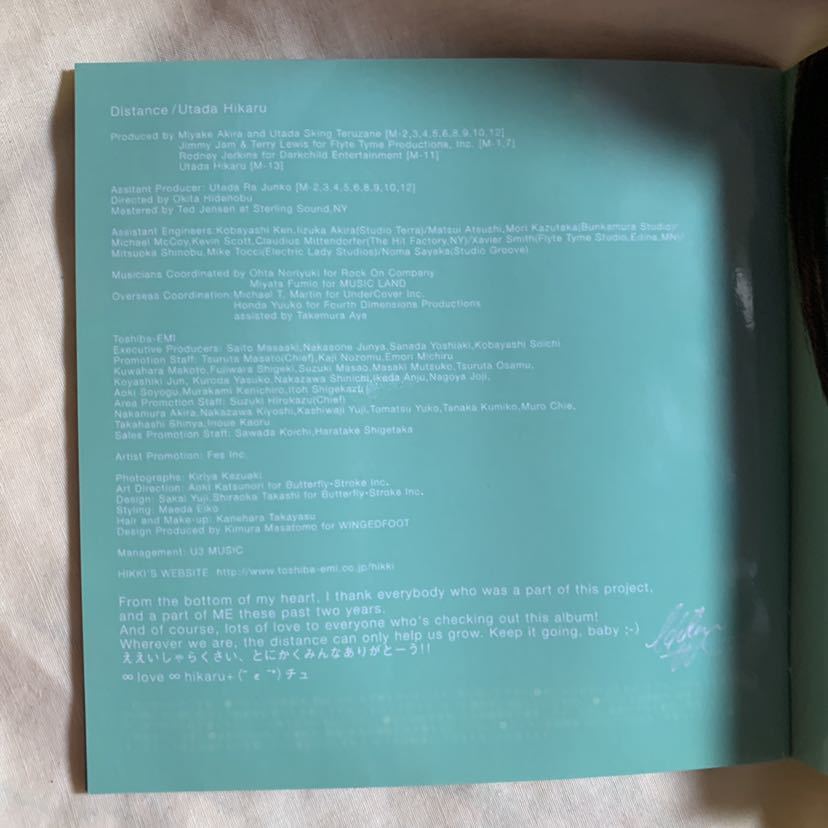 Distance / Utada Hikaru
Produced by Miyake Akira and Utada Sking Teruzane [M-2,3,4,5,6,8,9,10,12]
Jimmy Jam & Terry Lewis for Flyte Tyme Productions, Inc. [M-1,7]
Rodney Jerkins for Darkchild Entertainment [M-11]
Utada Hikaru [M-13]
Assitant Producer: Utada Ra Junko [M-2,3,4,5,6,8,9,10,12]
Directed by Okita Hidenobu
Mastered by Ted Jensen at Sterling Sound,NY
Assistant Engineers:Kobayashi Ken,Iizuka Akira(Studio Terra)/Matsui Atsushi,Mori Kazutaka(Bunkamura Studio)/
Michael McCoy,Kevin Scott,Claudius Mittendorfer(The Hit Factory,NY)/Xavier Smith(Flyte Tyme Studio,Edina,MN)/
Mitsuoka Shinobu,Mike Tocci(Electric Lady Studios)/Noma Sayaka(Studio Groove)
Musicians Coordinated by Ohta Noriyuki for Rock On Company
Miyata Fumio for MUSIC LAND
Overseas Coordination:Michael T. Martin for UnderCover Inc.
Honda Yuuko for Fourth Dimensions Productions
assisted by Takemura Aya
Toshiba-EMI
Executive Producers: Saito Masaaki,Nakasone Junya,Sanada Yoshiaki,Kobayashi Soichi
Promotion Staff: Tsuruta Masato(Chief),Kaji Nozomu,Emori Michiru
Kuwahara Makoto,Fujiwara Shigeki,Suzuki Masao,Masaki Mutsuko,Tsuruta Osamu,
Koyashiki Jun, Kuroda Yasuko,Nakazawa Shinichi,Ikeda Anju,Nagoya Joji,
Aoki Soyogu,Murakami Kenichiro,Itoh Shigekazu
Area Promotion Staff: Suzuki Hirokazu(Chief)
Nakamura Akira,Nakazawa Kiyoshi,Kashiwaji Yuji,Tomatsu Yuko,Tanaka Kumiko,Muro Chie,
Takahashi Shinya,Inoue Kaoru
Sales Promotion Staff: Sawada Koichi,Haratake Shigetaka
Artist Promotion: Fes Inc.
Photographs: Kiriya Kazuaki
Art Direction: Aoki Katsunori for Butterfly•Stroke Inc.
Design: Sakai Yuji,Shiraoka Takashi for Butterfly•Stroke Inc.
Styling: Maeda Eiko
Hair and Make-up: Kanehara Takayasu
Design Produced by Kimura Masatomo for WINGEDFOOT
Management: U3 MUSIC
HIKKI'S WEBSITE http://www.toshiba-emi.co.jp/hikki
From the bottom of my heart, I thank everybody who was a part of this project,
and a part of ME these past two years.
And of course, lots of love to everyone who's checking out this album!
Wherever we are, the distance can only help us grow. Keep it going, baby :-)
ええいしゃらくさい、とにかくみんなありがとーう!!
∞ love ∞ hikaru+ (˜ ε ˜*) チュ